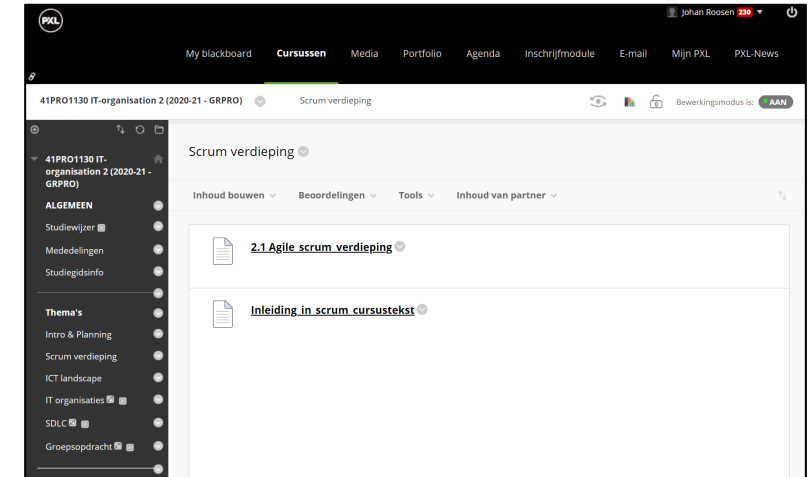 PXL
Johan Roosen 230
My blackboard Cursussen Media Portfolio Agenda Inschrijfmodule E-mail Mijn PXL PXL-News
41PRO1130 IT-organisation 2 (2020-21 - GRPRO) Scrum verdieping Bewerkingsmodus is: AAN
41PRO1130 IT-
organisation 2 (2020-21 -
GRPRO)
ALGEMEEN
Studiewijzer
Mededelingen
Studiegidsinfo
Thema's
Intro & Planning
Scrum verdieping
ICT landscape
IT organisaties
SDLC
Groepsopdracht
Scrum verdieping
Inhoud bouwen Beoordelingen Tools Inhoud van partner
2.1 Agile scrum verdieping
Inleiding in scrum cursustekst